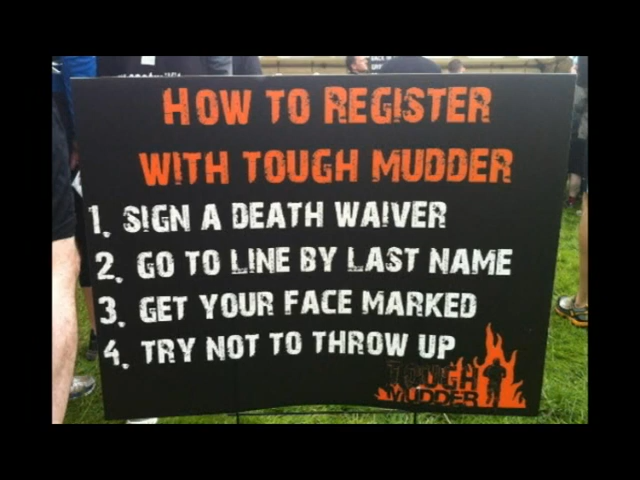 HOW TO REGISTER
WITH TOUGH MUDDER
1. SIGN A DEATH WAIVER
2. GO TO LINE BY LAST NAME
3. GET YOUR FACE MARKED
4. TRY NOT TO THROW UP
TOUGH
MUDDER